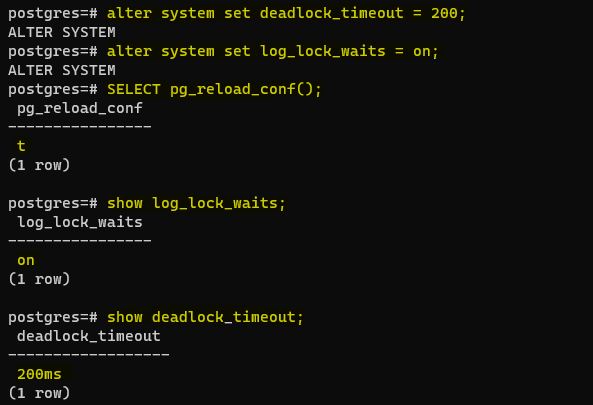 postgres=# alter system set deadlock_timeout = 200;
ALTER SYSTEM
postgres=# alter system set log_lock_waits = on;
ALTER SYSTEM
postgres=# SELECT pg_reload_conf();
 pg_reload_conf
----------------
 t
(1 row)

postgres=# show log_lock_waits;
 log_lock_waits
----------------
 on
(1 row)

postgres=# show deadlock_timeout;
 deadlock_timeout
------------------
 200ms
(1 row)